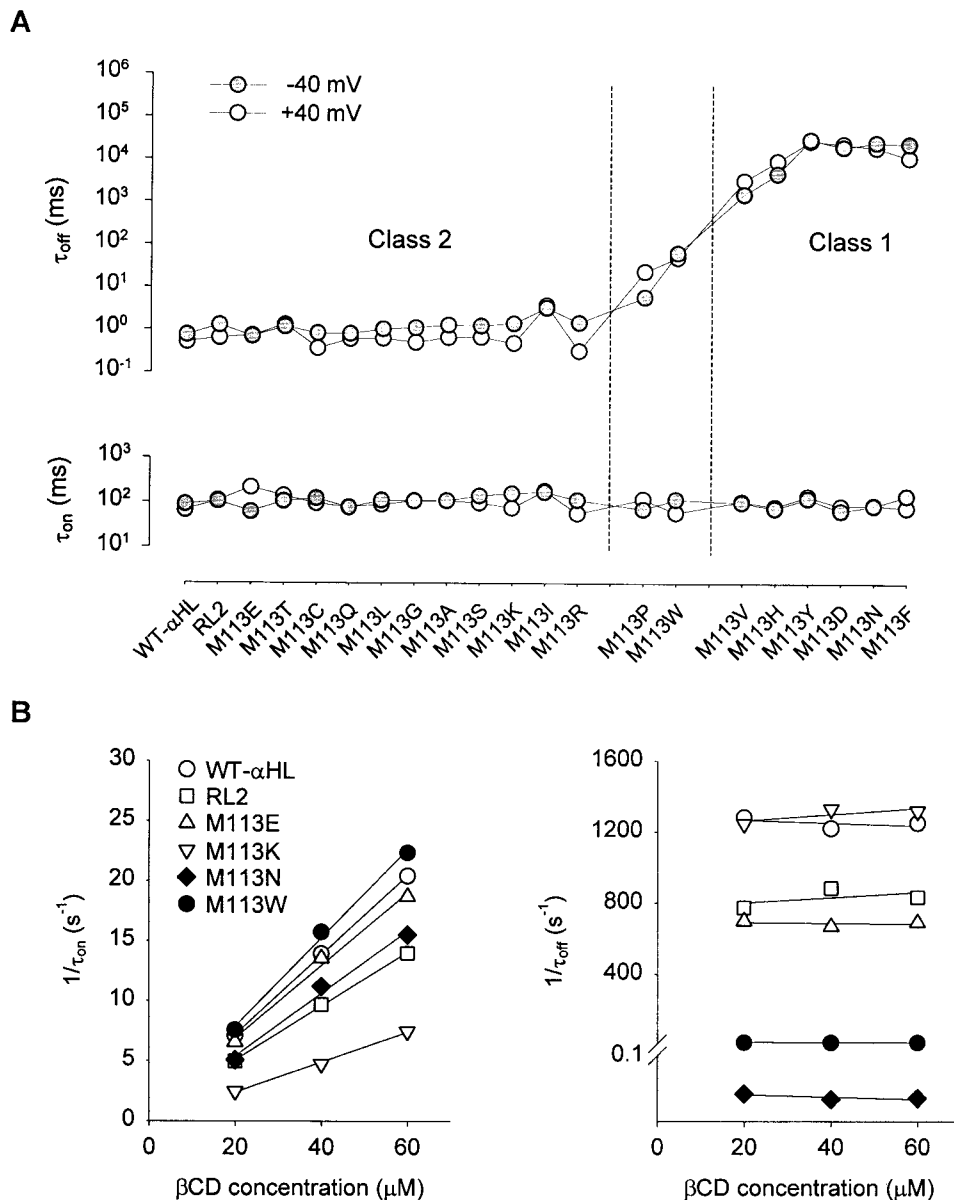 A
10^6
10^5
10^4
10^3
10^2
10^1
10^0
10^-1
τoff (ms)
-40 mV
+40 mV
Class 2
Class 1
10^3
10^2
10^1
τon (ms)
WT-αHL
RL2
M113E
M113T
M113C
M113Q
M113L
M113G
M113A
M113S
M113K
M113I
M113R
M113P
M113W
M113V
M113H
M113Y
M113D
M113N
M113F
B
30
25
20
15
10
5
0
1/τon (s^-1)
WT-αHL
RL2
M113E
M113K
M113N
M113W
0
20
40
60
βCD concentration (μM)
1600
1200
800
400
0.1
1/τoff (s^-1)
0
20
40
60
βCD concentration (μM)